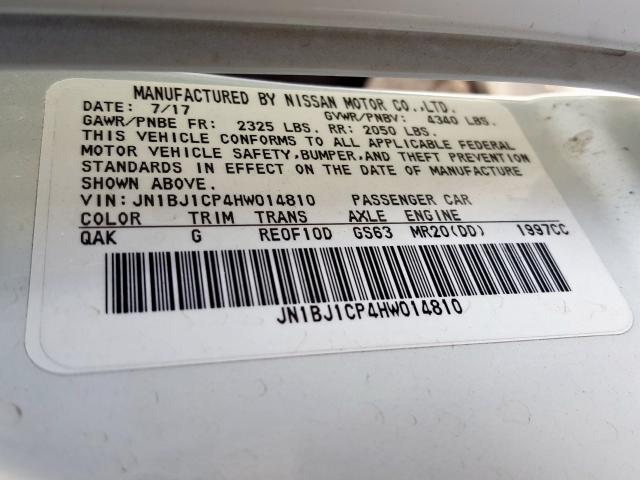 MANUFACTURED BY NISSAN MOTOR CO.,LTD.
DATE: 7/17 GVWR/PNBV: 4340 LBS.
GAWR/PNBE FR: 2325 LBS. RR: 2050 LBS.
THIS VEHICLE CONFORMS TO ALL APPLICABLE FEDERAL
MOTOR VEHICLE SAFETY,BUMPER,AND THEFT PREVENTION
STANDARDS IN EFFECT ON THE DATE OF MANUFACTURE
SHOWN ABOVE.
VIN: JN1BJ1CP4HW014810 PASSENGER CAR
COLOR TRIM TRANS AXLE ENGINE
QAK G RE0F10D GS63 MR20(DD) 1997CC
JN1BJ1CP4HW014810